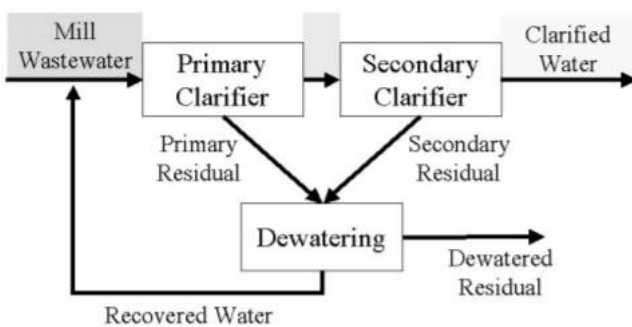 Mill
Wastewater
Primary
Clarifier
Secondary
Clarifier
Clarified
Water
Primary
Residual
Secondary
Residual
Dewatering
Dewatered
Residual
Recovered Water